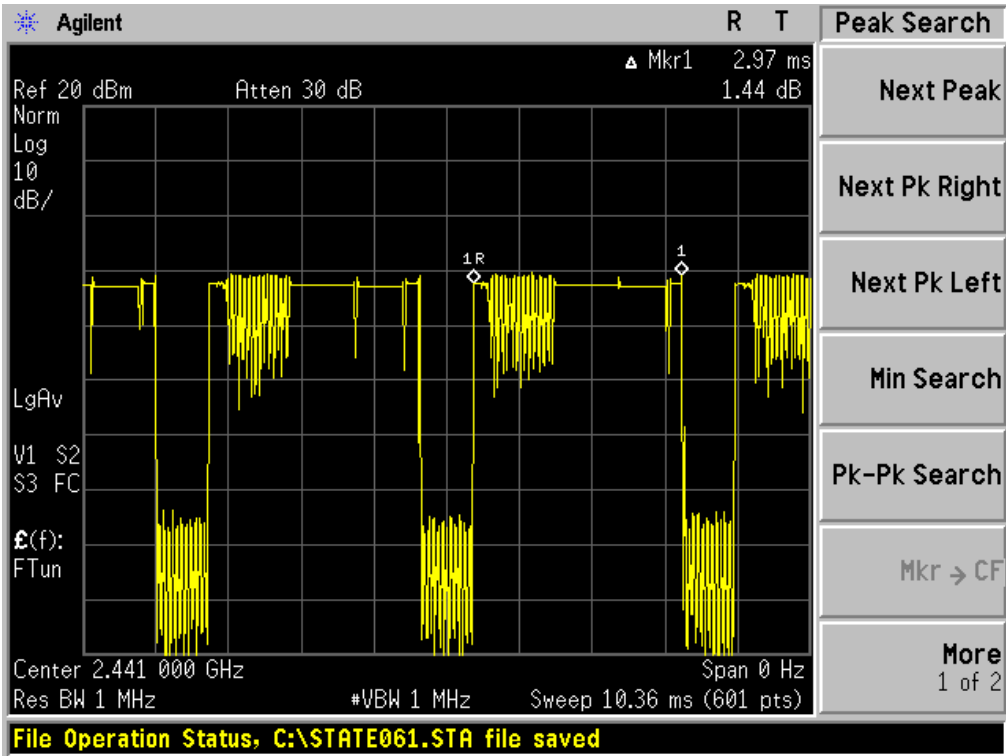 Agilent R T
Peak Search
Δ Mkr1 2.97 ms
Ref 20 dBm Atten 30 dB 1.44 dB
Norm
Log
10
dB/
1R
1
LgAv
V1 S2
S3 FC
£(f):
FTun
Center 2.441 000 GHz Span 0 Hz
Res BW 1 MHz #VBW 1 MHz Sweep 10.36 ms (601 pts)
File Operation Status, C:\STATE061.STA file saved
Next Peak
Next Pk Right
Next Pk Left
Min Search
Pk-Pk Search
Mkr → CF
More
1 of 2